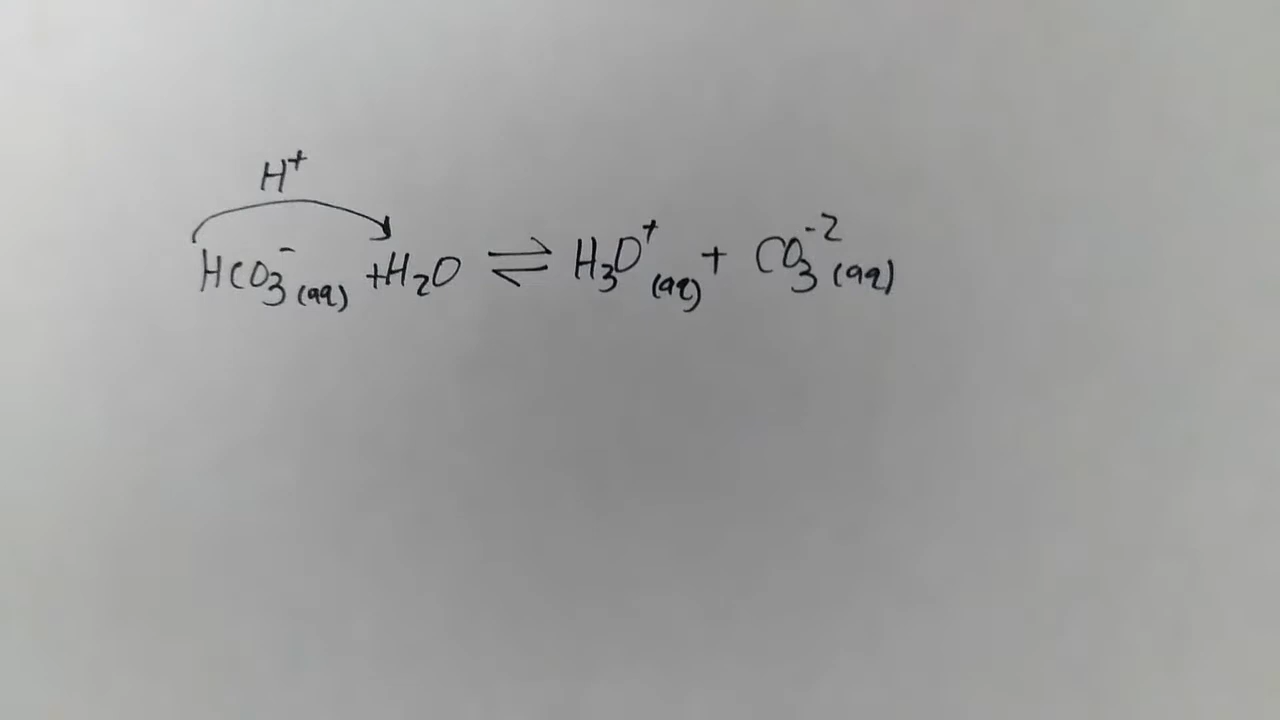 H⁺
HCO₃⁻(aq) + H₂O ⇌ H₃O⁺(aq) + CO₃⁻²(aq)